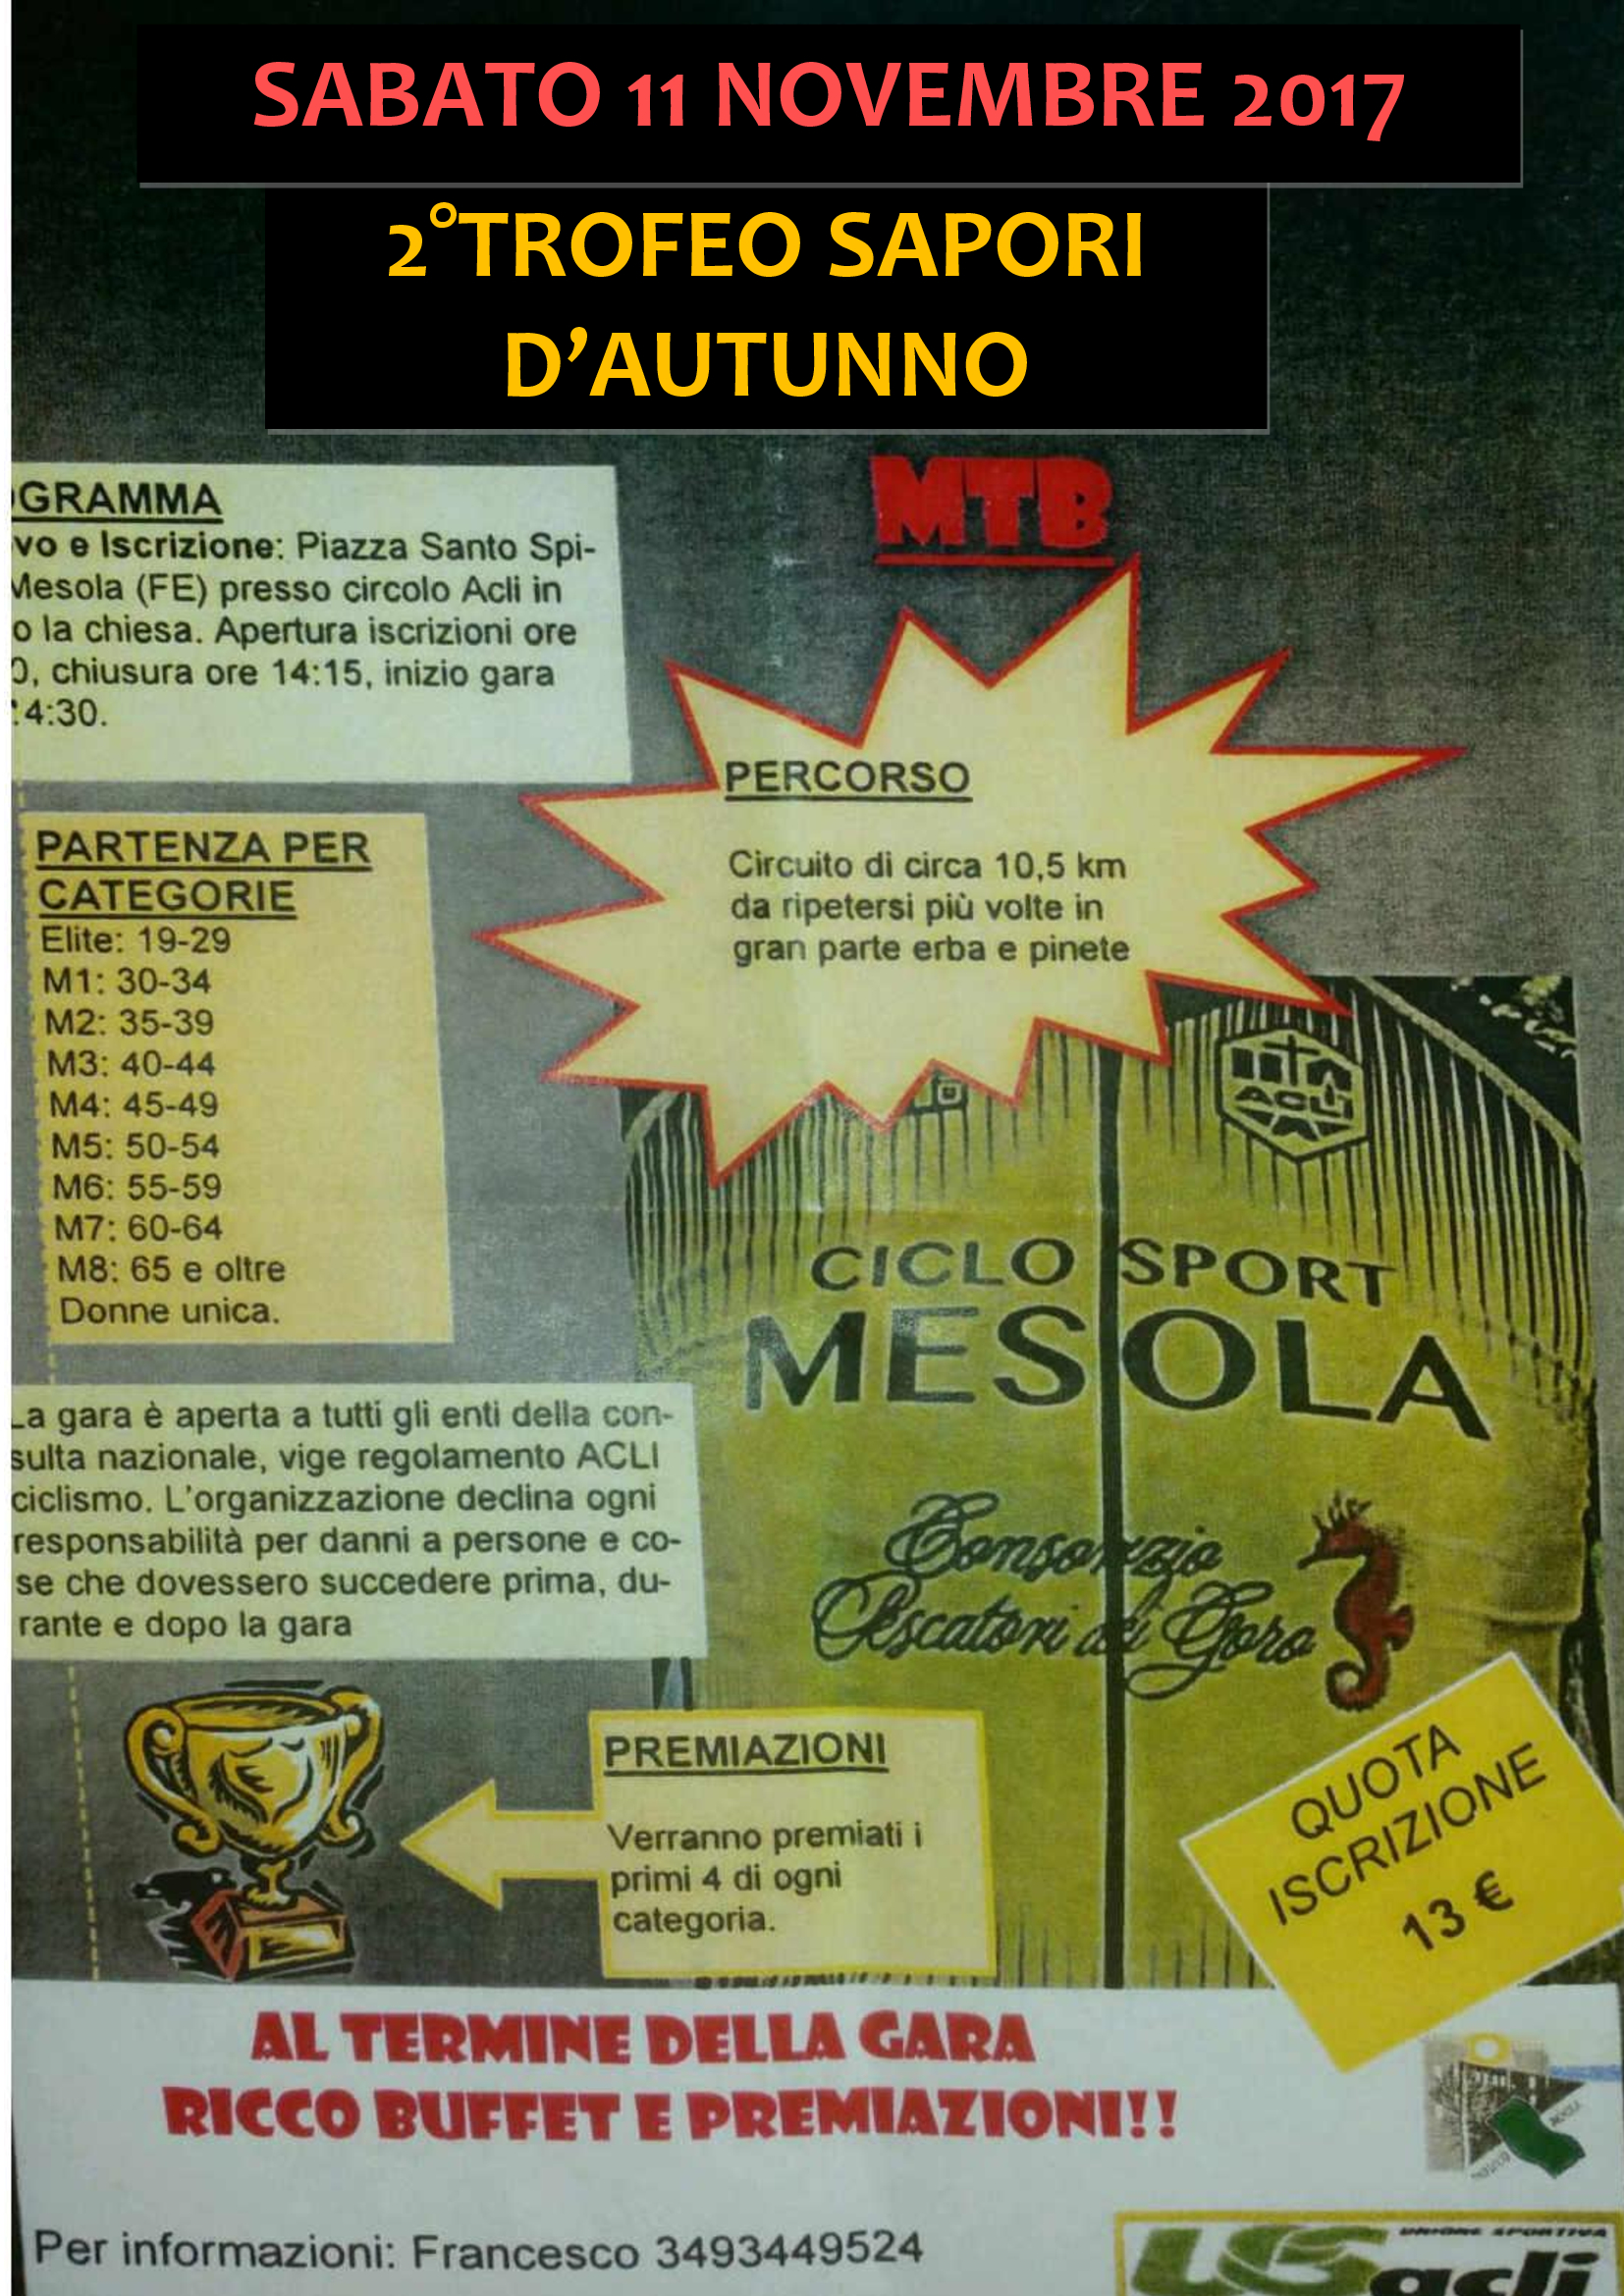 SABATO 11 NOVEMBRE 2017
2°TROFEO SAPORI
D'AUTUNNO
MTB
OGRAMMA
vo e Iscrizione: Piazza Santo Spi-
Mesola (FE) presso circolo Acli in
o la chiesa. Apertura iscrizioni ore
0, chiusura ore 14:15, inizio gara
14:30.
PERCORSO
Circuito di circa 10,5 km
da ripetersi più volte in
gran parte erba e pinete
PARTENZA PER
CATEGORIE
Elite: 19-29
M1: 30-34
M2: 35-39
M3: 40-44
M4: 45-49
M5: 50-54
M6: 55-59
M7: 60-64
M8: 65 e oltre
Donne unica.
ACLI
CICLO SPORT
MESOLA
Consorzio
Pescatori di Goro
La gara è aperta a tutti gli enti della con-
sulta nazionale, vige regolamento ACLI
ciclismo. L'organizzazione declina ogni
responsabilità per danni a persone e co-
se che dovessero succedere prima, du-
rante e dopo la gara
PREMIAZIONI
Verranno premiati i
primi 4 di ogni
categoria.
QUOTA
ISCRIZIONE
13 €
AL TERMINE DELLA GARA
RICCO BUFFET E PREMIAZIONI!!
Per informazioni: Francesco 3493449524
UNIONE SPORTIVA
US acli